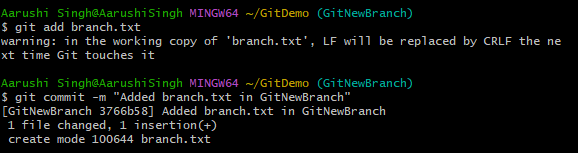 Aarushi Singh@AarushiSingh MINGW64 ~/GitDemo (GitNewBranch)
$ git add branch.txt
warning: in the working copy of 'branch.txt', LF will be replaced by CRLF the ne
xt time Git touches it
Aarushi Singh@AarushiSingh MINGW64 ~/GitDemo (GitNewBranch)
$ git commit -m "Added branch.txt in GitNewBranch"
[GitNewBranch 3766b58] Added branch.txt in GitNewBranch
 1 file changed, 1 insertion(+)
 create mode 100644 branch.txt